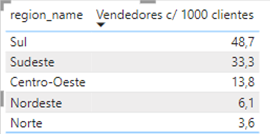 region_name Vendedores c/ 1000 clientes
Sul 48,7
Sudeste 33,3
Centro-Oeste 13,8
Nordeste 6,1
Norte 3,6